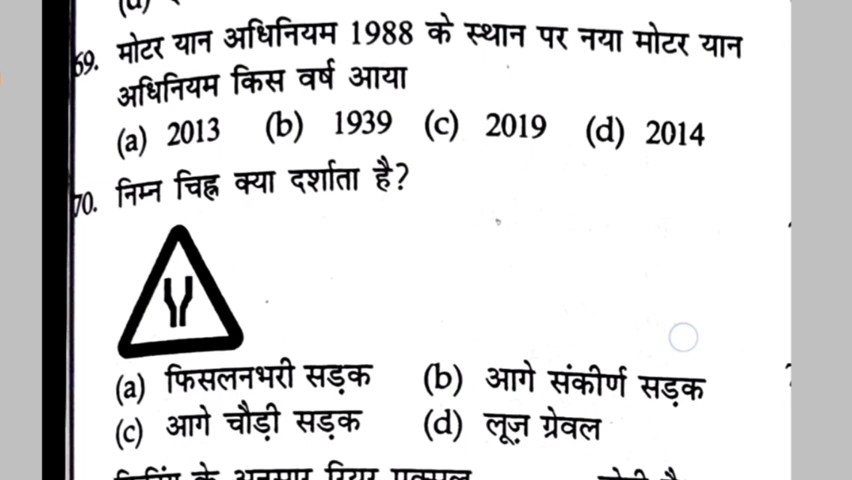 69. मोटर यान अधिनियम 1988 के स्थान पर नया मोटर यान
अधिनियम किस वर्ष आया
(a) 2013 (b) 1939 (c) 2019 (d) 2014
70. निम्न चिह्न क्या दर्शाता है?
(a) फिसलनभरी सड़क (b) आगे संकीर्ण सड़क
(c) आगे चौड़ी सड़क (d) लूज़ ग्रेवल